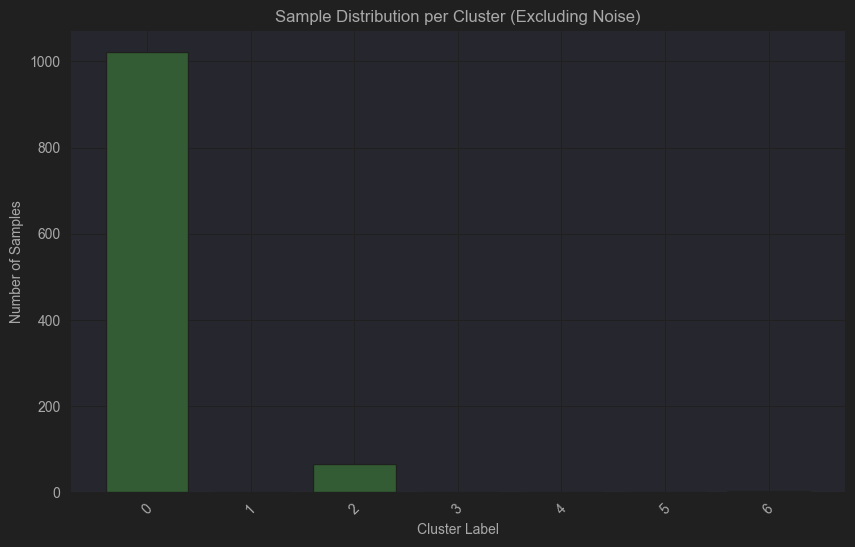 Sample Distribution per Cluster (Excluding Noise)
1000
800
600
400
200
0
Number of Samples
0 1 2 3 4 5 6
Cluster Label